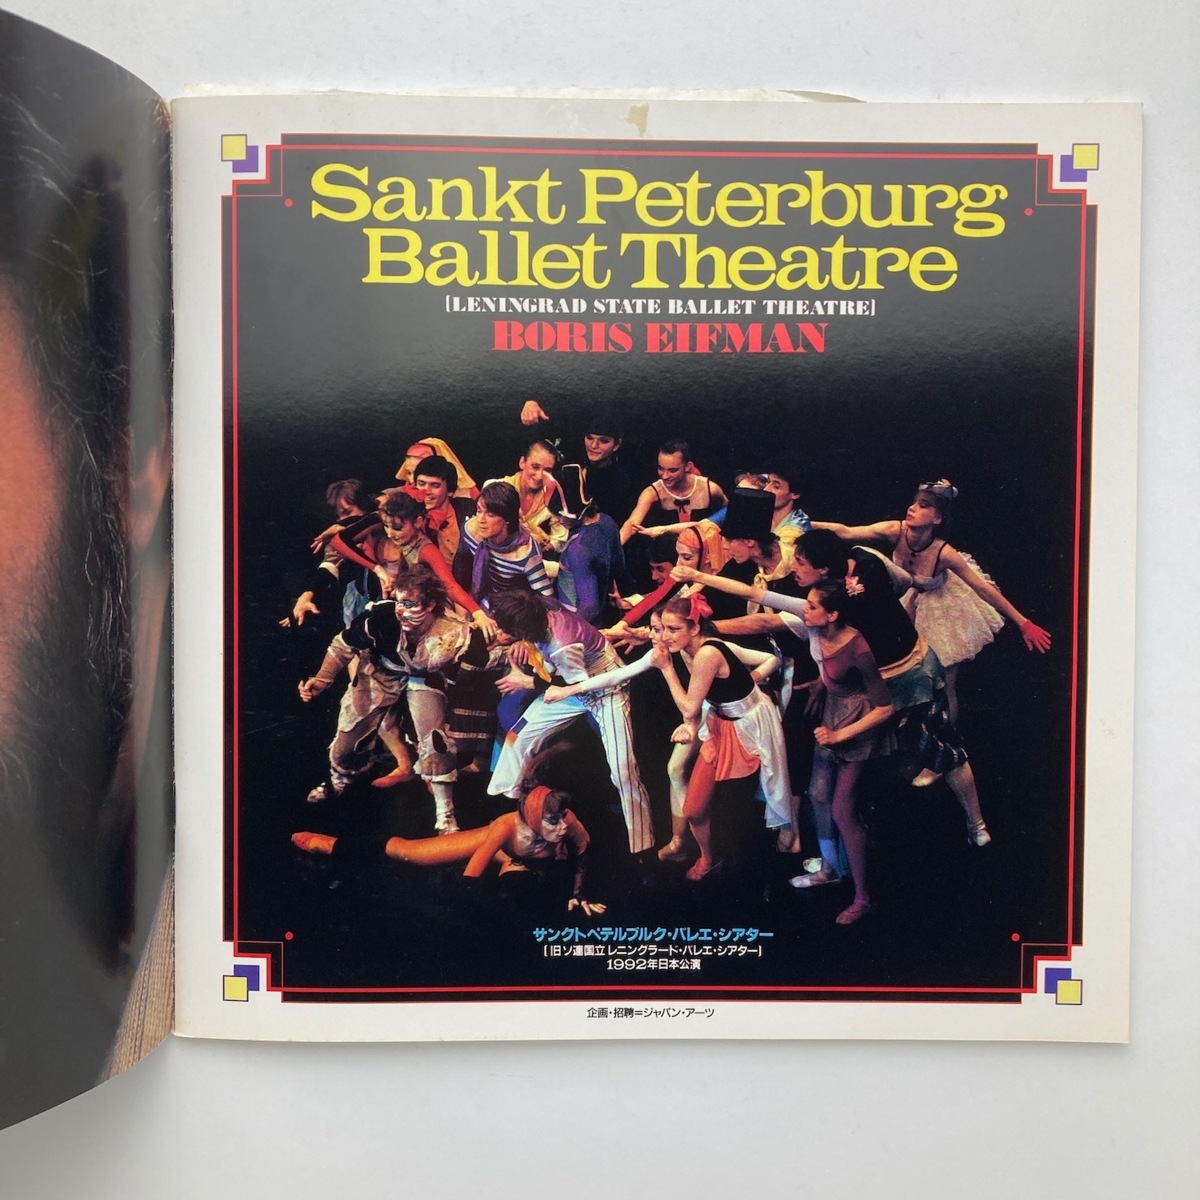 Sankt Peterburg
Ballet Theatre
[LENINGRAD STATE BALLET THEATRE]
BORIS EIFMAN
サンクトペテルブルク・バレエ・シアター
[旧ソ連国立レニングラード・バレエ・シアター]
1992年日本公演
企画・招聘=ジャパン・アーツ